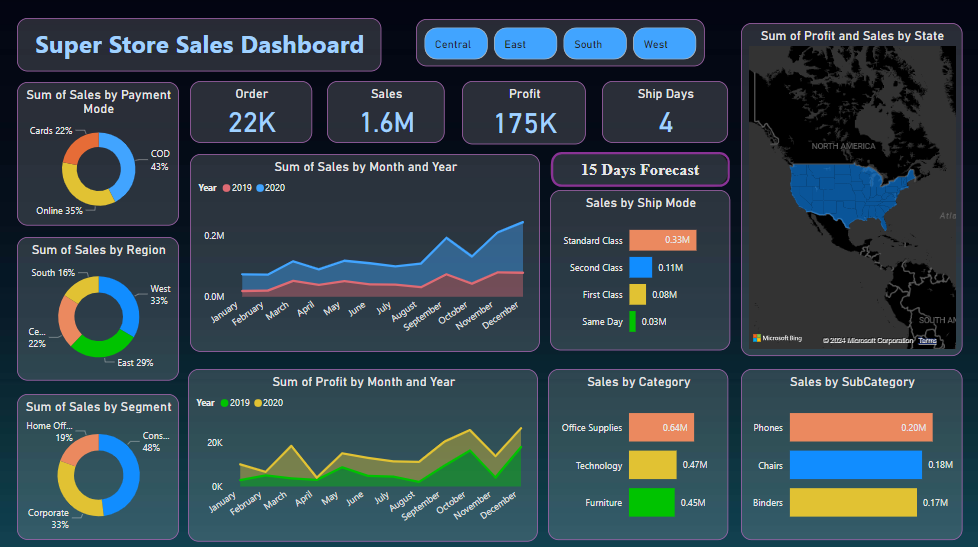 Super Store Sales Dashboard
Central
East
South
West
Sum of Profit and Sales by State
NORTH AMERICA
Atla
SOUTH AM
Microsoft Bing
© 2024 Microsoft Corporation Terms
Sum of Sales by Payment
Mode
Cards 22%
COD
43%
Online 35%
Order
22K
Sales
1.6M
Profit
175K
Ship Days
4
Sum of Sales by Month and Year
Year 2019 2020
0.2M
0.0M
January
February
March
April
May
June
July
August
September
October
November
December
15 Days Forecast
Sales by Ship Mode
Standard Class 0.33M
Second Class 0.11M
First Class 0.08M
Same Day 0.03M
Sum of Sales by Region
South 16%
West
33%
Ce...
22%
East 29%
Sum of Sales by Segment
Home Off...
19%
Cons...
48%
Corporate
33%
Sum of Profit by Month and Year
Year 2019 2020
20K
0K
January
February
March
April
May
June
July
August
September
October
November
December
Sales by Category
Office Supplies 0.64M
Technology 0.47M
Furniture 0.45M
Sales by SubCategory
Phones 0.20M
Chairs 0.18M
Binders 0.17M